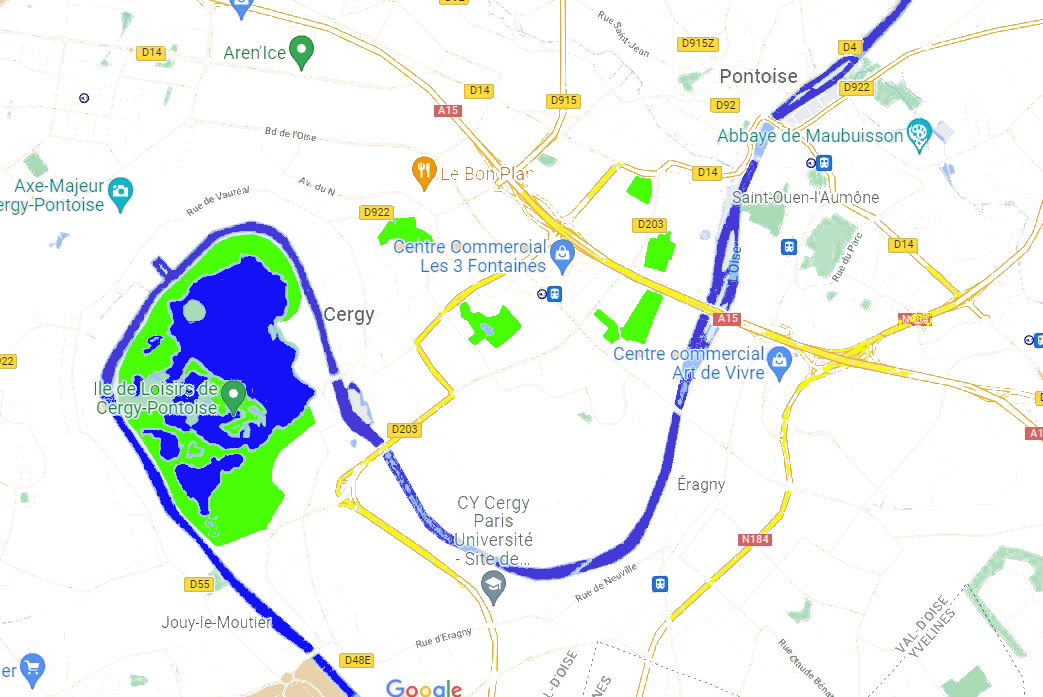 D14
Aren'Ice
D14
A15
D915
Rue Saint-Jean
D915Z
D4
Pontoise
D922
D92
Abbaye de Maubuisson
Bd de l'Oise
Le Bon Plan
D14
Av. du N
Rue de Vauréal
Axe-Majeur
ergy-Pontoise
D922
Saint-Ouen-l'Aumône
D203
D14
Rue du Parc
Centre Commercial
Les 3 Fontaines
L'Oise
A15
N184
Cergy
Centre commercial
Art de Vivre
922
Ile de Loisirs de
Cergy-Pontoise
D203
A1
Éragny
CY Cergy
Paris
Université
- Site de...
N184
D55
Rue de Neuville
Jouy-le-Moutier
Rue d'Eragny
VAL-D'OISE
YVELINES
D48E
er
Google
L-D'OISE
NES
Rue Claude Béna